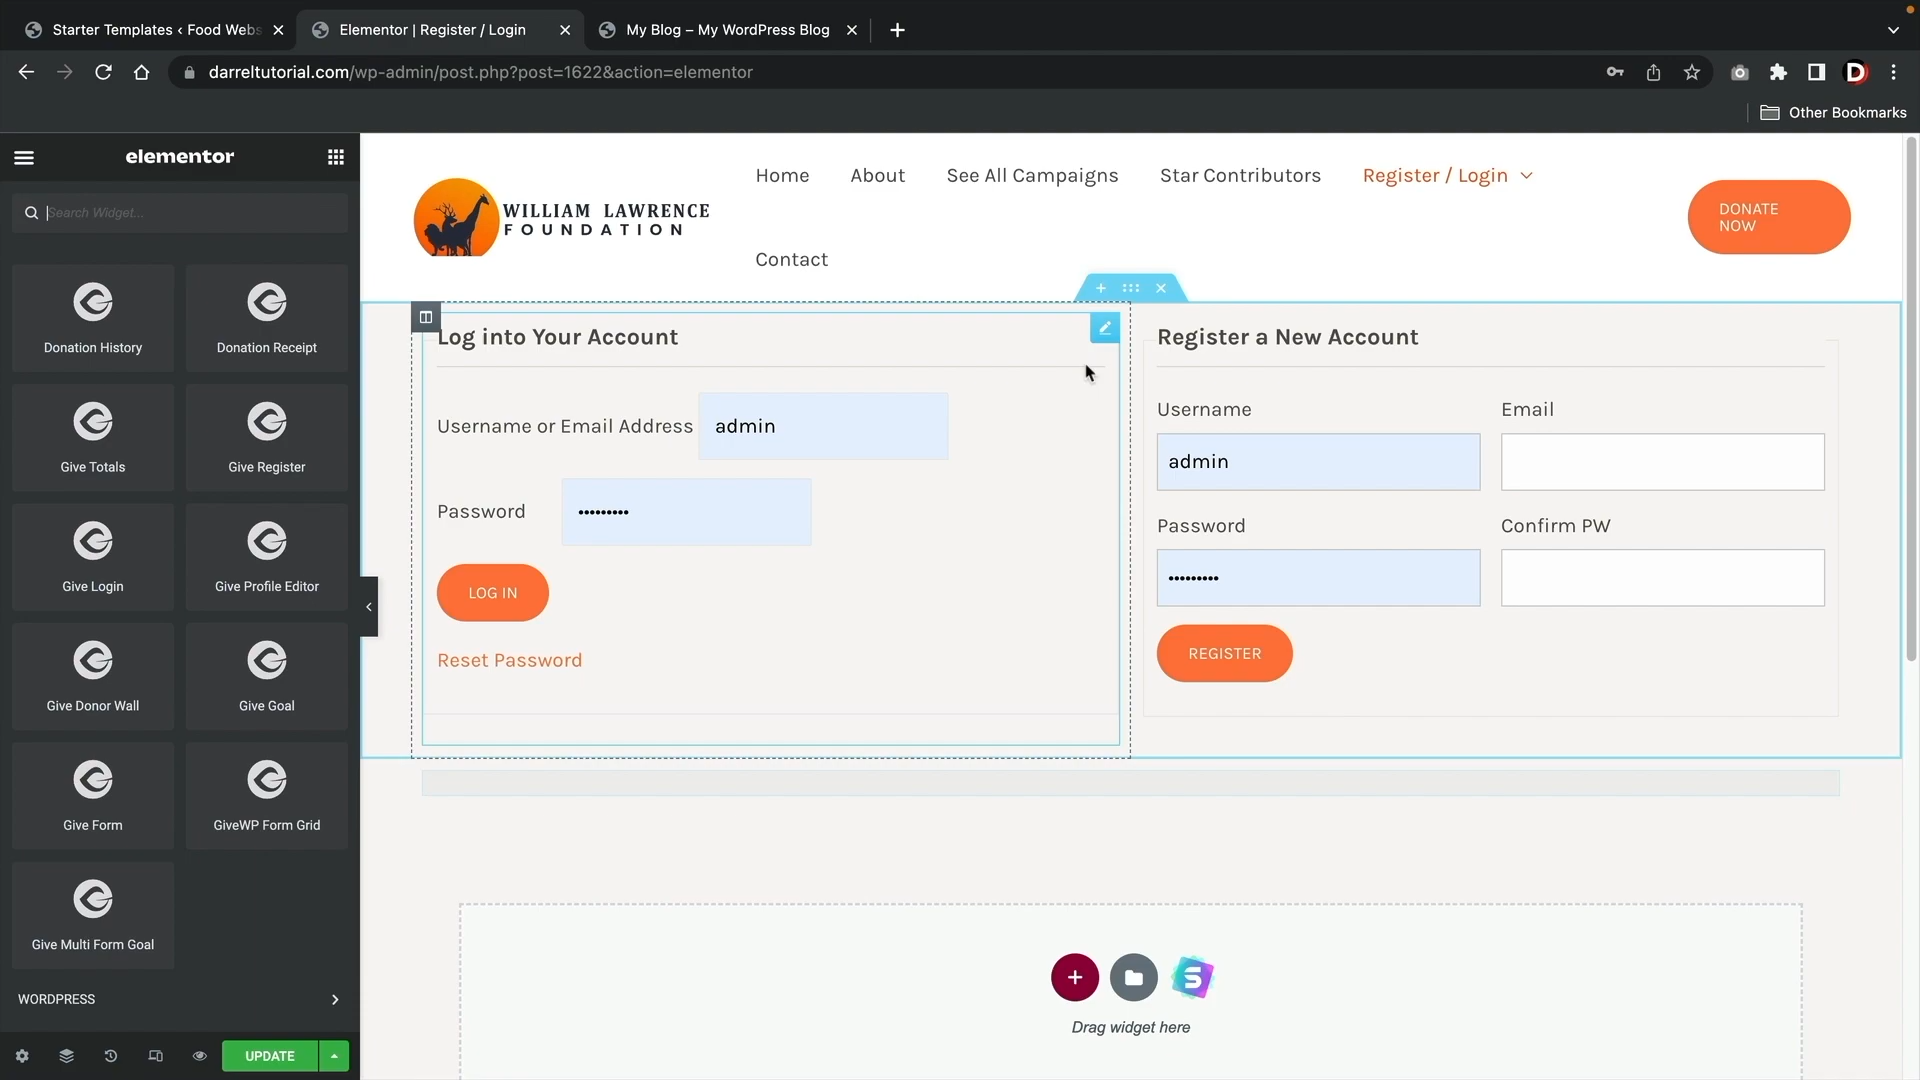 Starter Templates ‹ Food Webs
Elementor | Register / Login
My Blog – My WordPress Blog
darreltutorial.com/wp-admin/post.php?post=1622&action=elementor
D
Other Bookmarks
elementor
Search Widget...
Donation History
Donation Receipt
Give Totals
Give Register
Give Login
Give Profile Editor
Give Donor Wall
Give Goal
Give Form
GiveWP Form Grid
Give Multi Form Goal
WORDPRESS
UPDATE
WILLIAM LAWRENCE
FOUNDATION
Home
About
See All Campaigns
Star Contributors
Register / Login
Contact
DONATE
NOW
Log into Your Account
Username or Email Address
admin
Password
•••••••••
LOG IN
Reset Password
Register a New Account
Username
Email
admin
Password
Confirm PW
•••••••••
REGISTER
S
Drag widget here